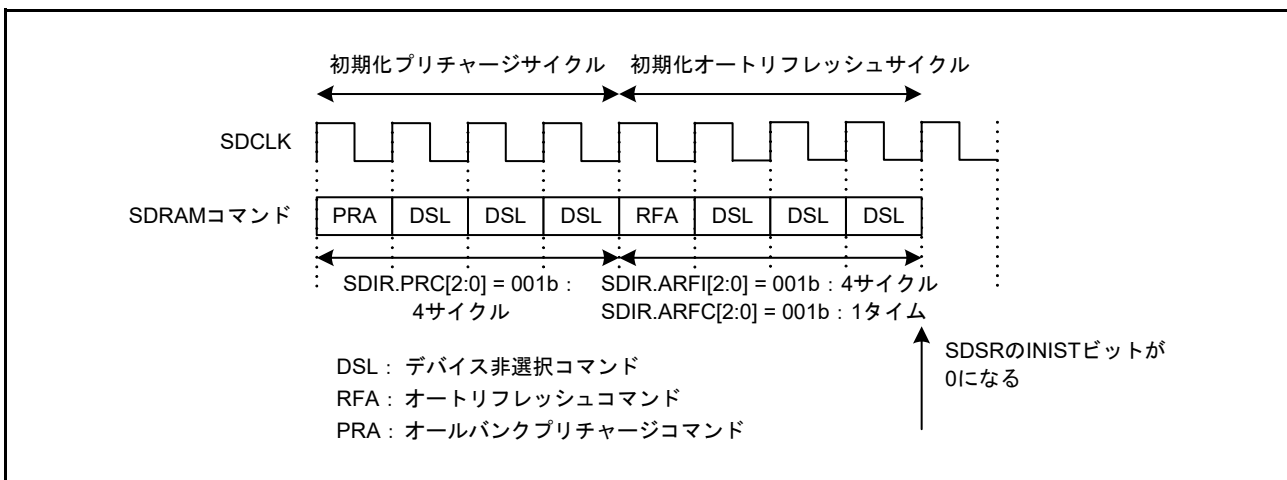 初期化プリチャージサイクル 初期化オートリフレッシュサイクル
SDCLK
SDRAMコマンド PRA DSL DSL DSL RFA DSL DSL DSL
SDIR.PRC[2:0] = 001b : SDIR.ARFI[2:0] = 001b : 4サイクル
4サイクル SDIR.ARFC[2:0] = 001b : 1タイム
SDSRのINISTビットが
0になる
DSL : デバイス非選択コマンド
RFA : オートリフレッシュコマンド
PRA : オールバンクプリチャージコマンド